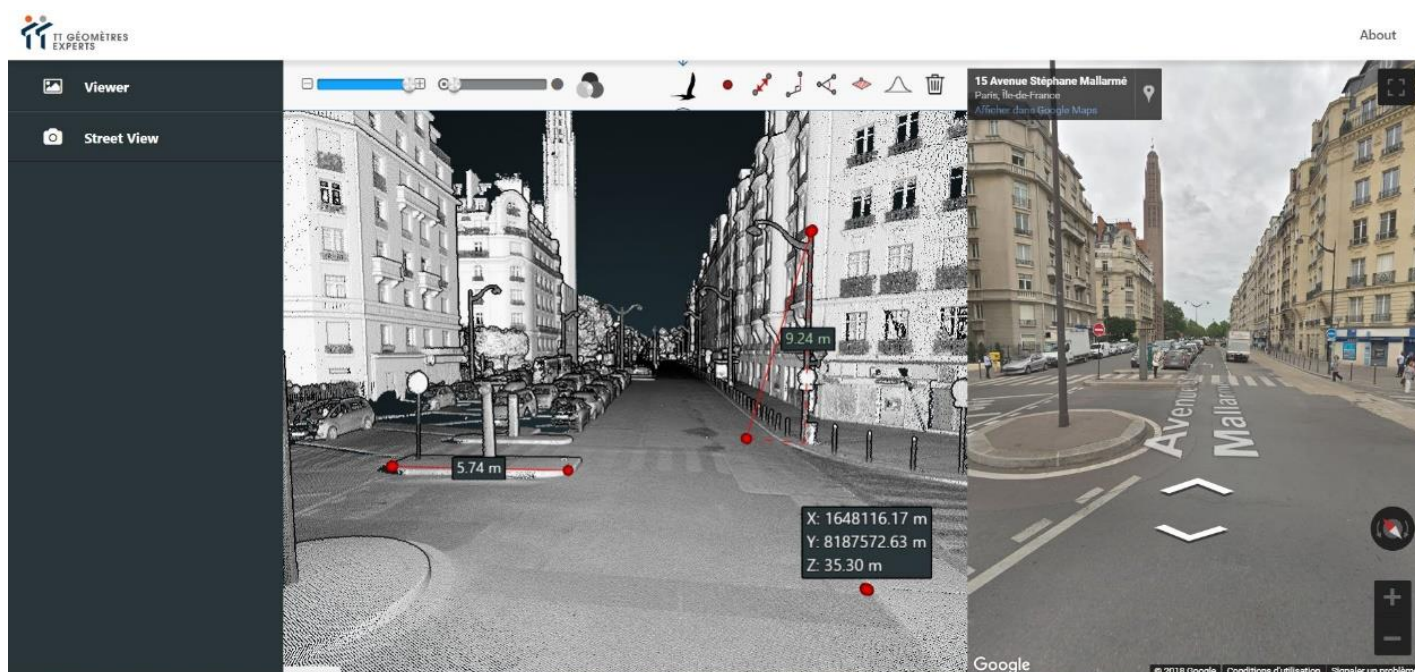 TT GÉOMÈTRES
EXPERTS
About
Viewer
Street View
15 Avenue Stéphane Mallarmé
Paris, Île-de-France
Afficher dans Google Maps
9.24 m
5.74 m
X: 1648116.17 m
Y: 8187572.63 m
Z: 35.30 m
Avenue
Mallarmé
Google
© 2018 Google
Conditions d'utilisation
Signaler un problème